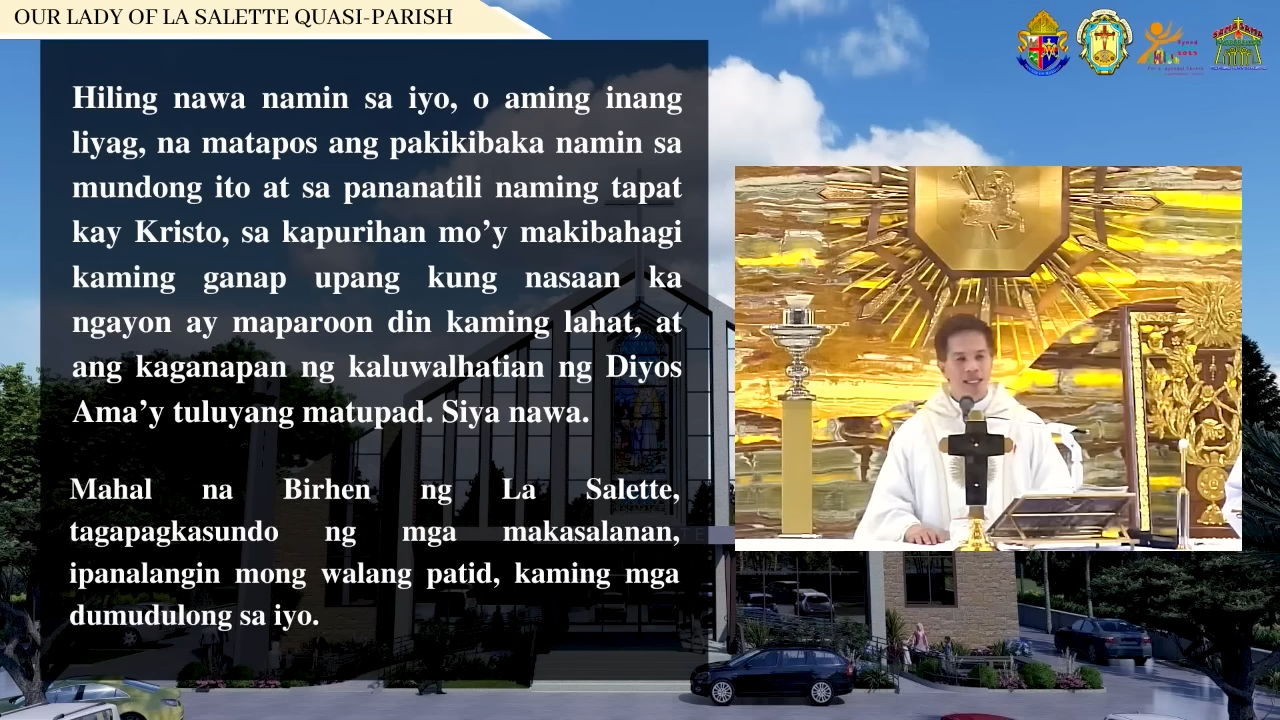 OUR LADY OF LA SALETTE QUASI-PARISH
Hiling nawa namin sa iyo, o aming inang
liyag, na matapos ang pakikibaka namin sa
mundong ito at sa pananatili naming tapat
kay Kristo, sa kapurihan mo’y makibahagi
kaming ganap upang kung nasaan ka
ngayon ay maparoon din kaming lahat, at
ang kaganapan ng kaluwalhatian ng Diyos
Ama’y tuluyang matupad. Siya nawa.
Mahal na Birhen ng La Salette,
tagapagkasundo ng mga makasalanan,
ipanalangin mong walang patid, kaming mga
dumudulong sa iyo.